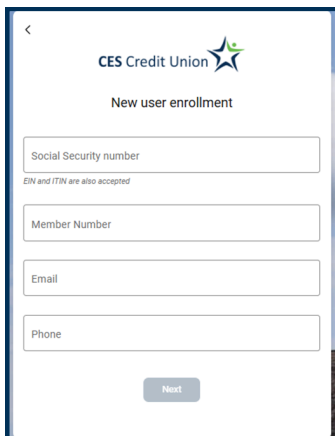 CES Credit Union
New user enrollment
Social Security number
EIN and ITIN are also accepted
Member Number
Email
Phone
Next